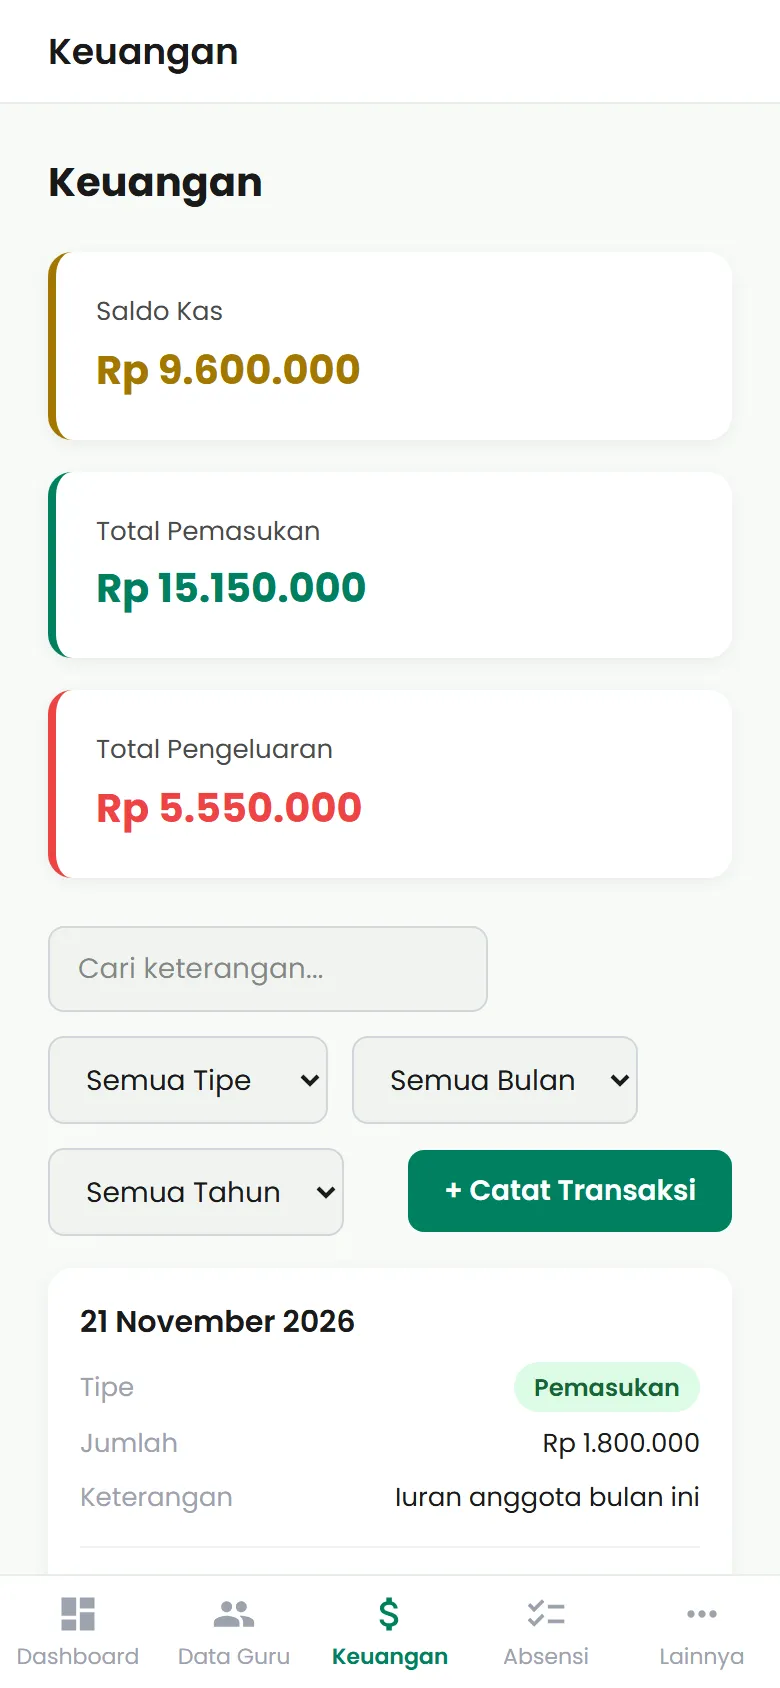 Keuangan
Keuangan
Saldo Kas
Rp 9.600.000
Total Pemasukan
Rp 15.150.000
Total Pengeluaran
Rp 5.550.000
Cari keterangan...
Semua Tipe
Semua Bulan
Semua Tahun
+ Catat Transaksi
21 November 2026
Tipe
Pemasukan
Jumlah
Rp 1.800.000
Keterangan
Iuran anggota bulan ini
Dashboard
Data Guru
Keuangan
Absensi
Lainnya